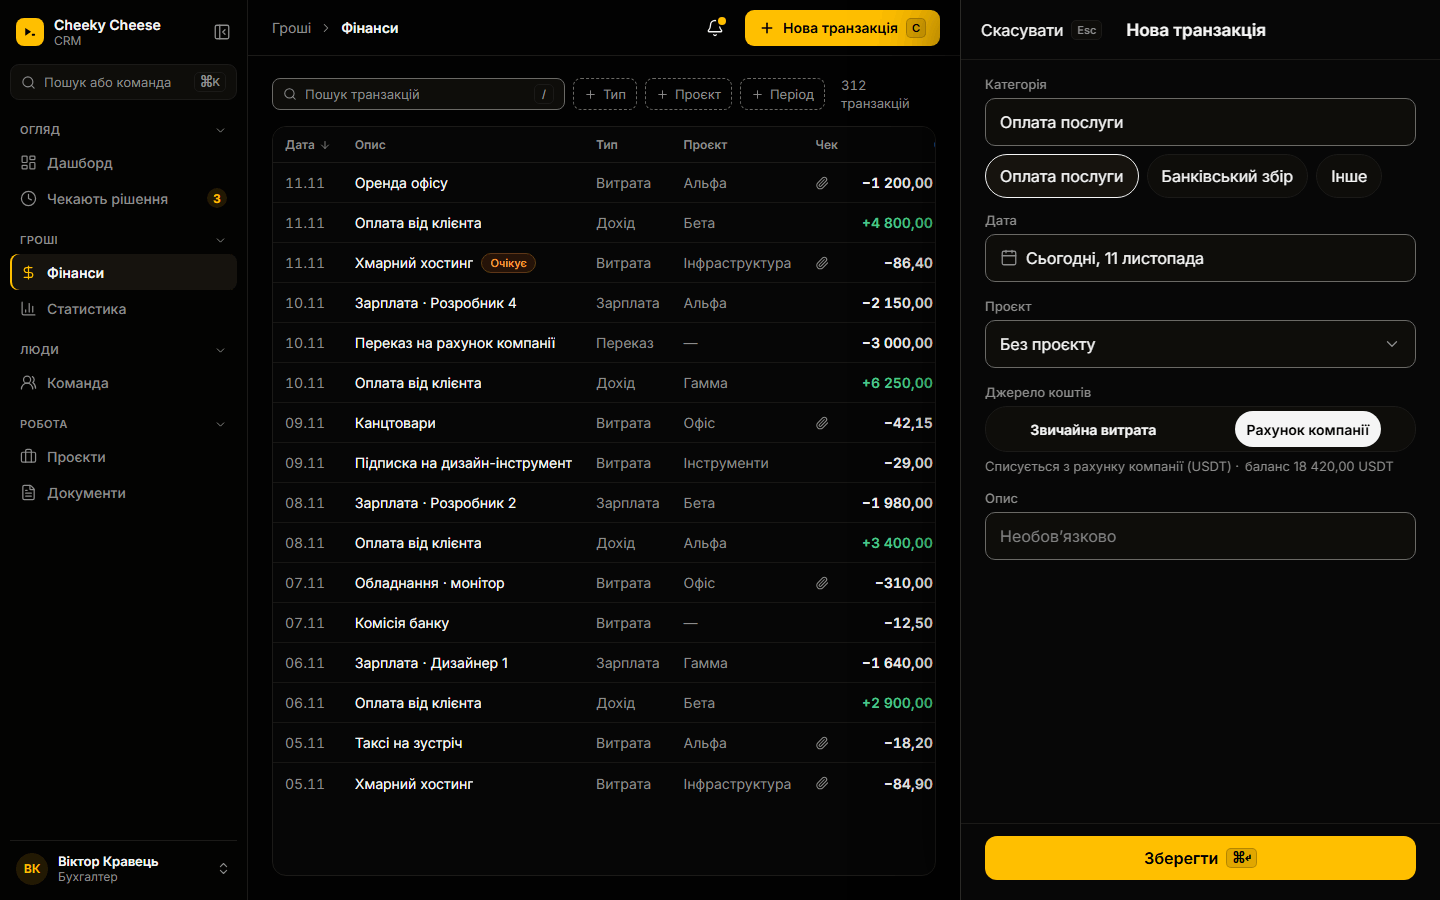 Cheeky Cheese
CRM
Пошук або команда ⌘K
ОГЛЯД
Дашборд
Чекають рішення 3
ГРОШІ
Фінанси
Статистика
ЛЮДИ
Команда
РОБОТА
Проєкти
Документи
ВК
Віктор Кравець
Бухгалтер
Гроші > Фінанси
+ Нова транзакція C
Пошук транзакцій /
+ Тип
+ Проєкт
+ Період
312 транзакцій
Дата ↓ Опис Тип Проєкт Чек
11.11 Оренда офісу Витрата Альфа −1 200,00
11.11 Оплата від клієнта Дохід Бета +4 800,00
11.11 Хмарний хостинг Очікує Витрата Інфраструктура −86,40
10.11 Зарплата · Розробник 4 Зарплата Альфа −2 150,00
10.11 Переказ на рахунок компанії Переказ — −3 000,00
10.11 Оплата від клієнта Дохід Гамма +6 250,00
09.11 Канцтовари Витрата Офіс −42,15
09.11 Підписка на дизайн-інструмент Витрата Інструменти −29,00
08.11 Зарплата · Розробник 2 Зарплата Бета −1 980,00
08.11 Оплата від клієнта Дохід Альфа +3 400,00
07.11 Обладнання · монітор Витрата Офіс −310,00
07.11 Комісія банку Витрата — −12,50
06.11 Зарплата · Дизайнер 1 Зарплата Гамма −1 640,00
06.11 Оплата від клієнта Дохід Бета +2 900,00
05.11 Таксі на зустріч Витрата Альфа −18,20
05.11 Хмарний хостинг Витрата Інфраструктура −84,90
Скасувати Esc Нова транзакція
Категорія
Оплата послуги
Оплата послуги Банківський збір Інше
Дата
Сьогодні, 11 листопада
Проєкт
Без проєкту
Джерело коштів
Звичайна витрата Рахунок компанії
Списується з рахунку компанії (USDT) · баланс 18 420,00 USDT
Опис
Необов’язково
Зберегти ⌘↵